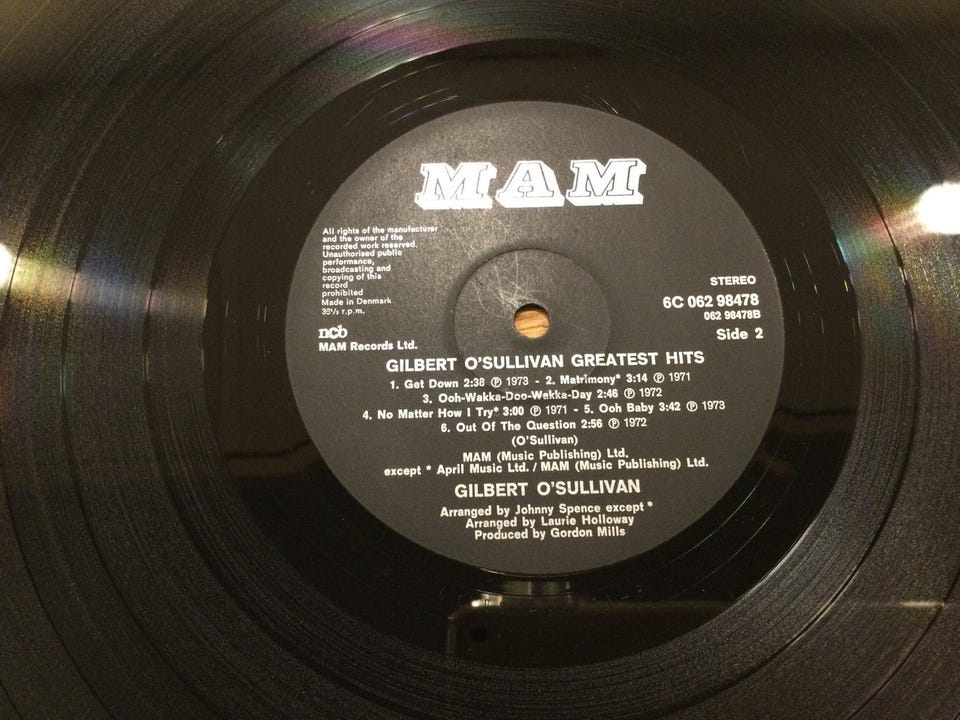 MAM
All rights of the manufacturer
and the owner of the
recorded work reserved.
Unauthorised public
performance,
broadcasting and
copying of this
record
prohibited
Made in Denmark
33⅓ r.p.m.
ncb
MAM Records Ltd.
STEREO
6C 062 98478
062 98478B
Side 2
GILBERT O'SULLIVAN GREATEST HITS
1. Get Down 2:38 ℗ 1973 - 2. Matrimony* 3:14 ℗ 1971
3. Ooh-Wakka-Doo-Wakka-Day 2:46 ℗ 1972
4. No Matter How I Try* 3:00 ℗ 1971 - 5. Ooh Baby 3:42 ℗ 1973
6. Out Of The Question 2:56 ℗ 1972
(O'Sullivan)
MAM (Music Publishing) Ltd.
except * April Music Ltd. / MAM (Music Publishing) Ltd.
GILBERT O'SULLIVAN
Arranged by Johnny Spence except *
Arranged by Laurie Holloway
Produced by Gordon Mills